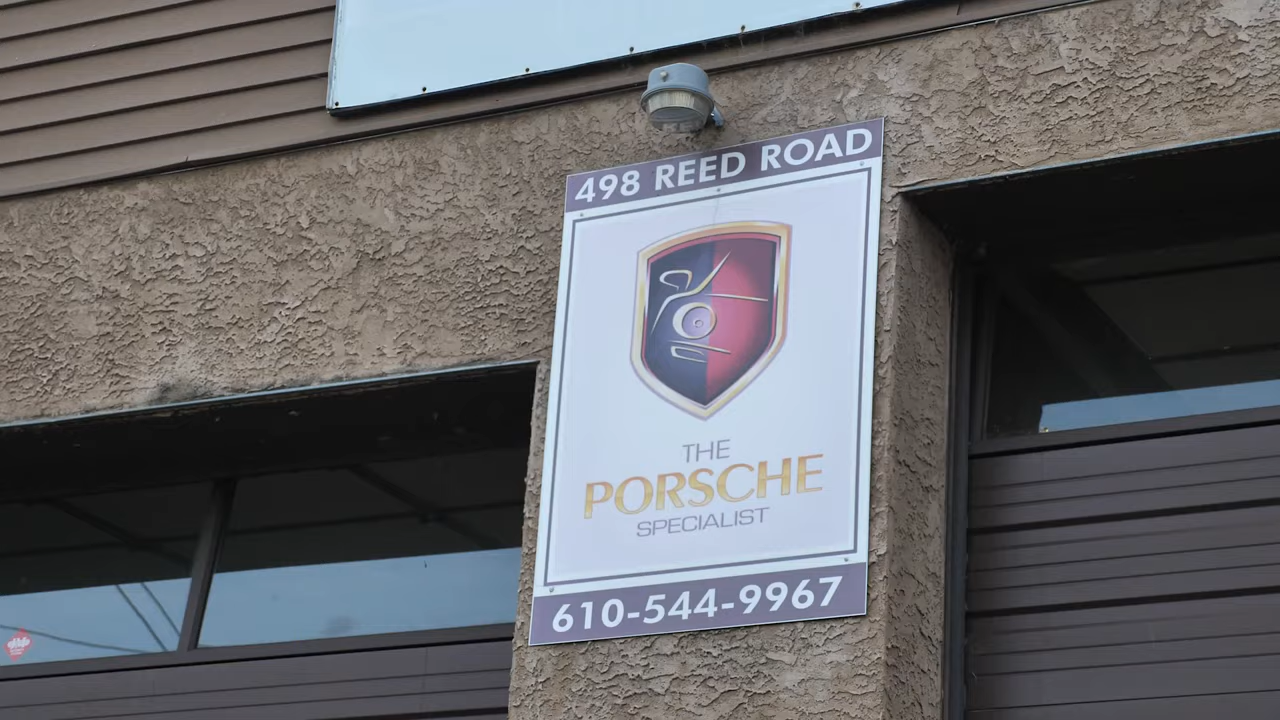 498 REED ROAD
THE
PORSCHE
SPECIALIST
610-544-9967